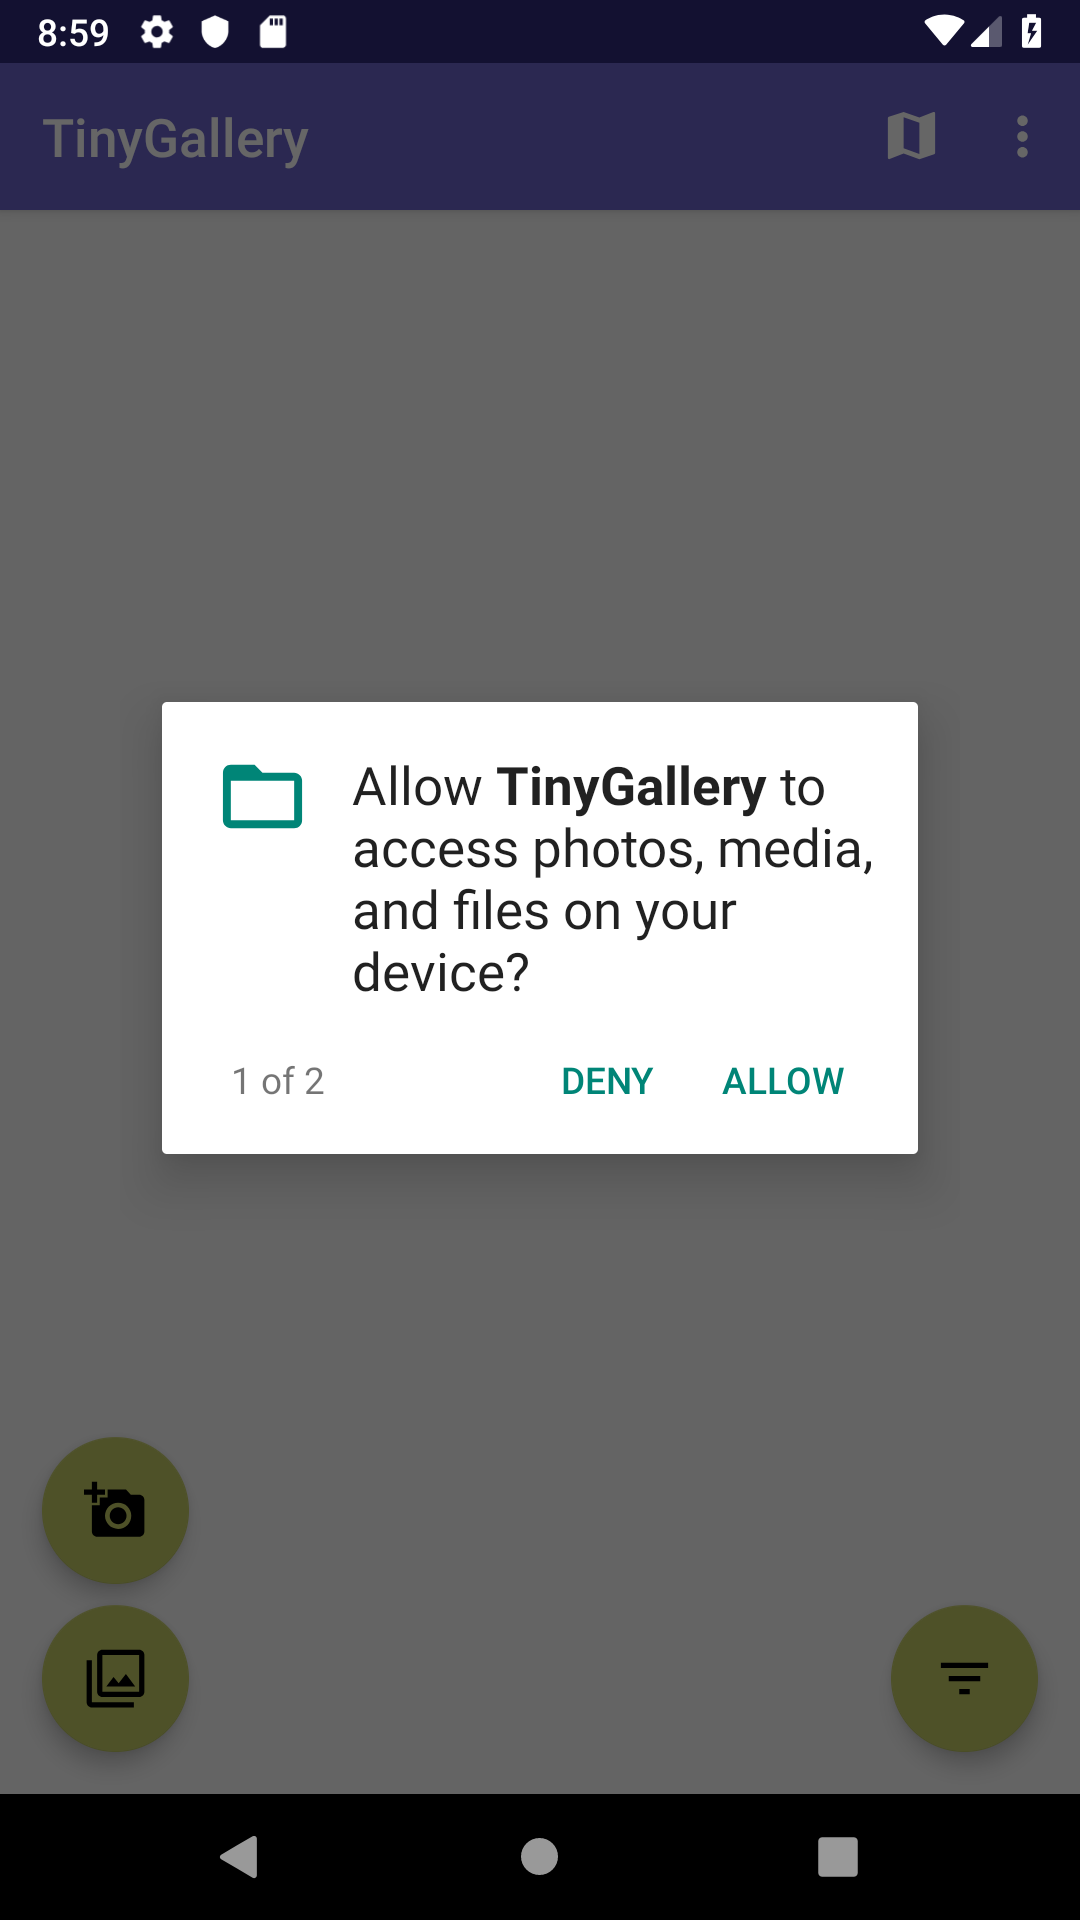 8:59
TinyGallery
Allow TinyGallery to
access photos, media,
and files on your
device?
1 of 2
DENY
ALLOW